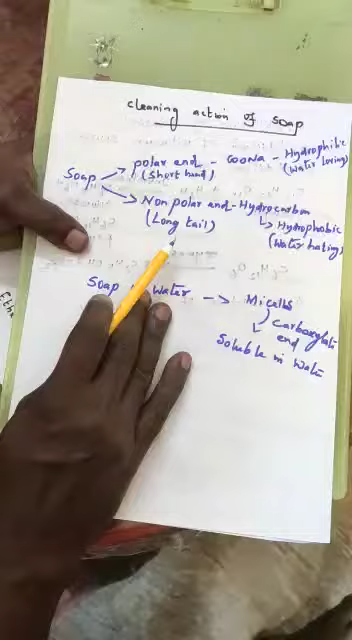 cleaning action of soap
polar end - COONa - Hydrophilic
(Short head) (Water loving)
Soap
Non polar end - Hydrocarbon
(Long tail) ↳ Hydrophobic
(Water hating)
Soap Water → Micells
Carboxylate
end
Soluble in Water